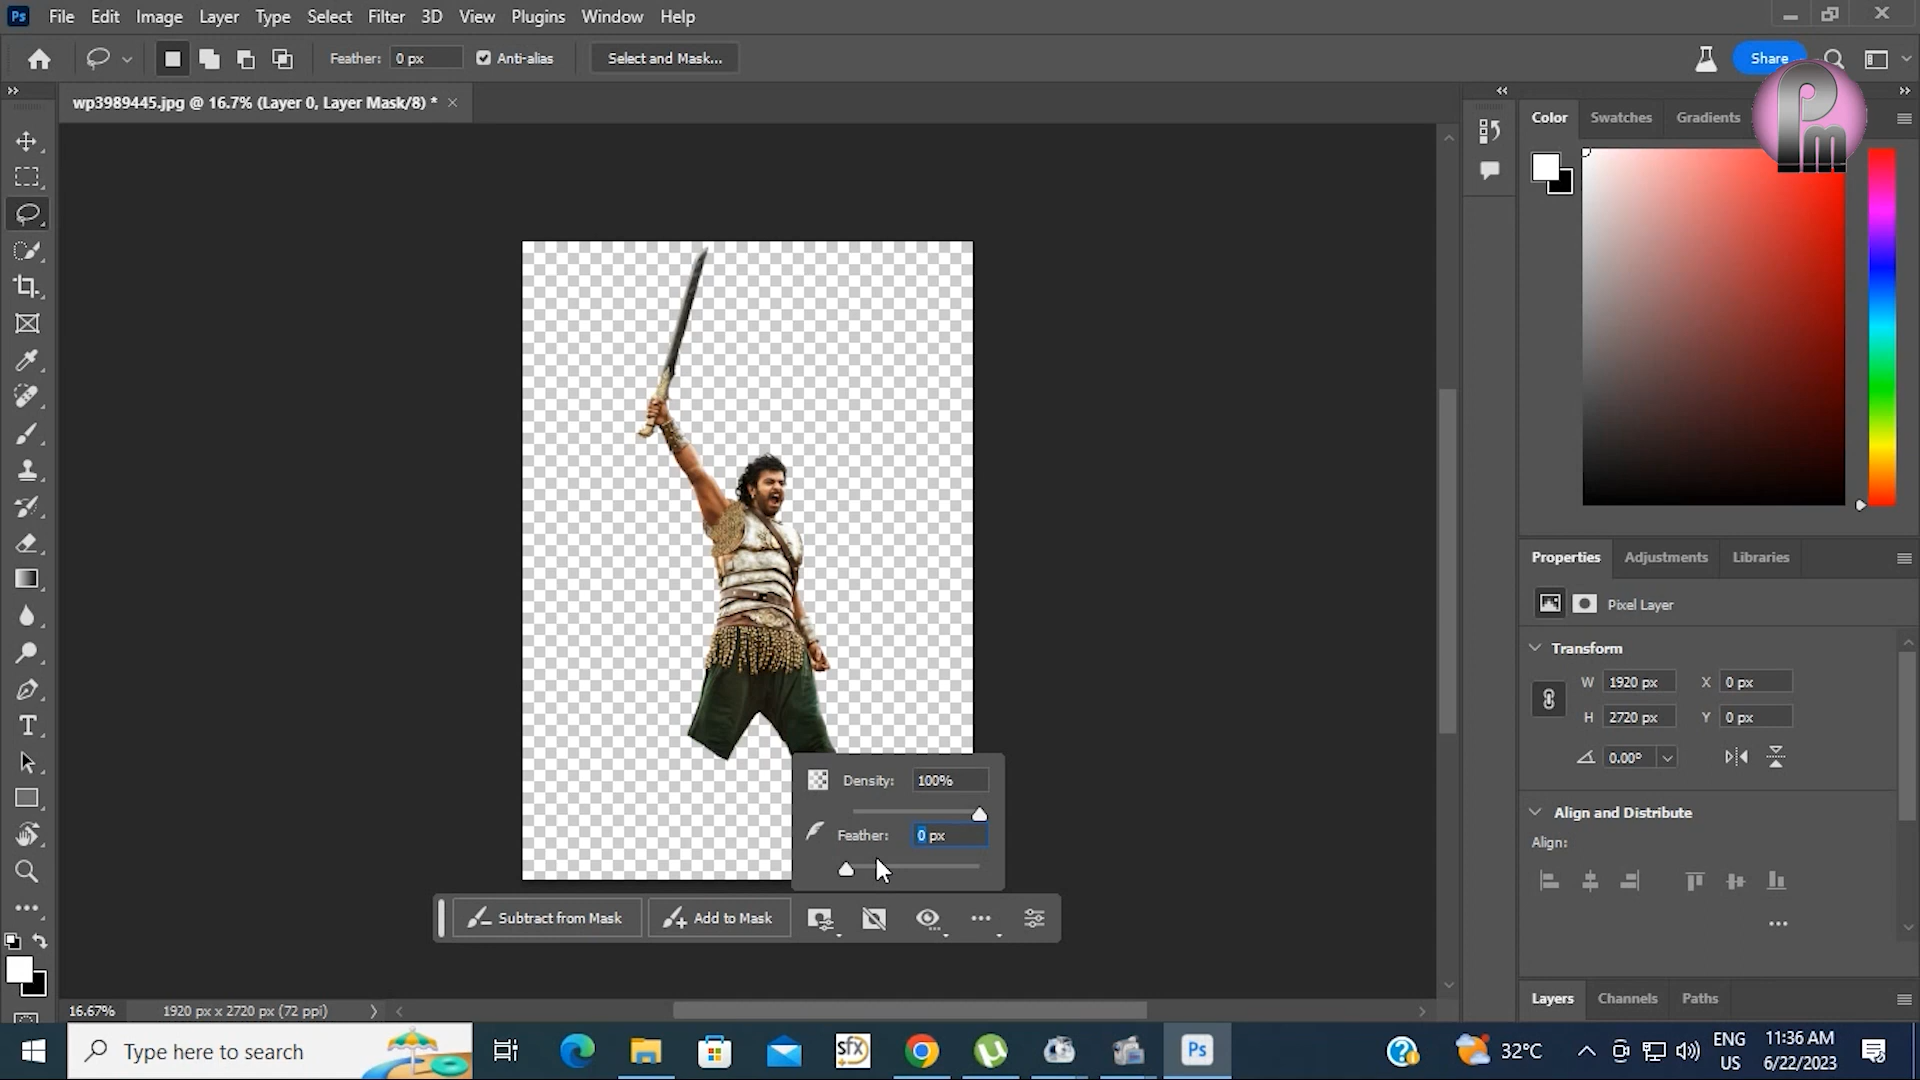 Ps File Edit Image Layer Type Select Filter 3D View Plugins Window Help
Feather: 0 px Anti-alias Select and Mask... Share
wp3989445.jpg @ 16.7% (Layer 0, Layer Mask/8) *
Color Swatches Gradients
Pm
Properties Adjustments Libraries
Pixel Layer
Transform
W 1920 px X 0 px
H 2720 px Y 0 px
0.00°
Align and Distribute
Align:
Density: 100%
Feather: 0 px
Subtract from Mask Add to Mask
Layers Channels Paths
16.67% 1920 px x 2720 px (72 ppi)
Type here to search
sfx
Ps
32°C
ENG
US
11:36 AM
6/22/2023